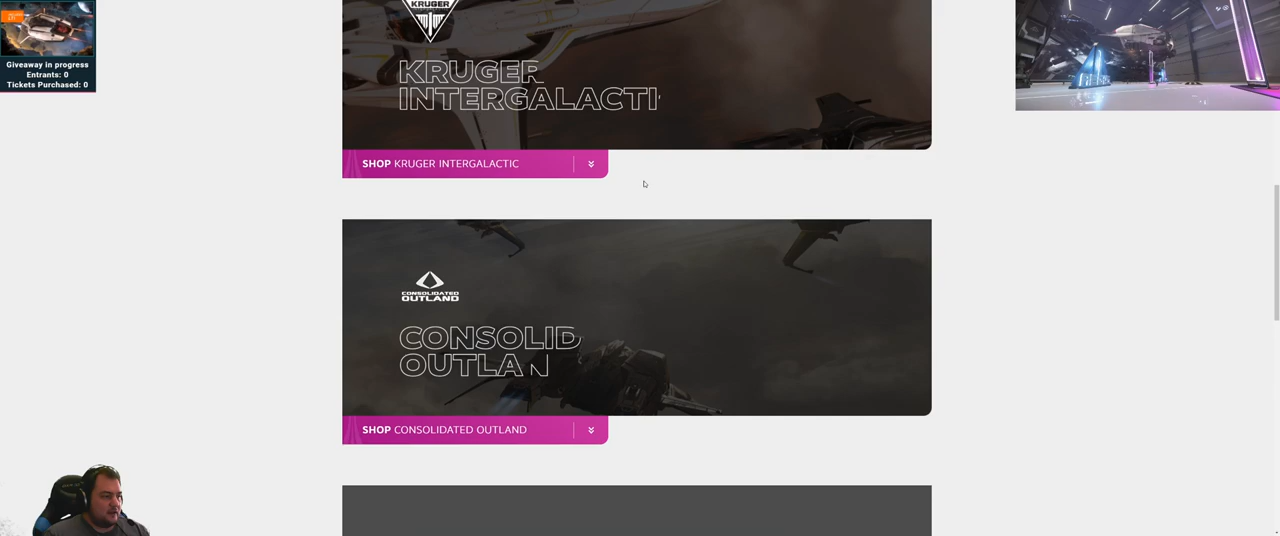 Giveaway in progress
Entrants: 0
Tickets Purchased: 0
KRUGER
KRUGER
INTERGALACTI
SHOP KRUGER INTERGALACTIC
CONSOLIDATED
OUTLAND
CONSOLID
OUTLAN
SHOP CONSOLIDATED OUTLAND